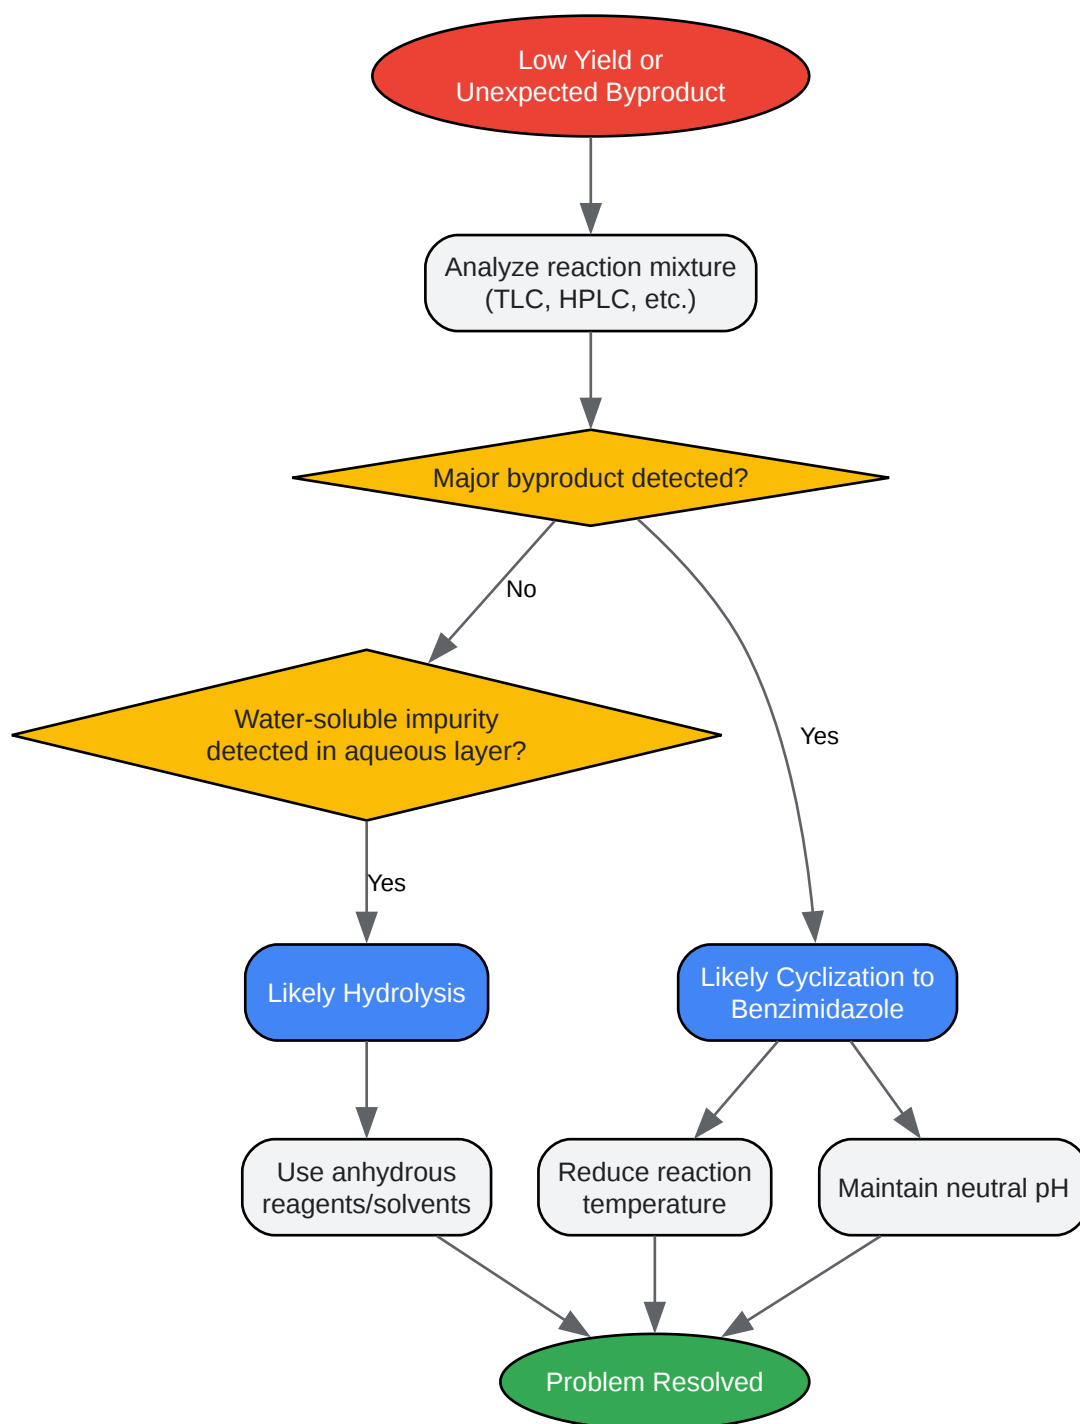 Low Yield or
Unexpected Byproduct
Analyze reaction mixture
(TLC, HPLC, etc.)
Major byproduct detected?
No
Water-soluble impurity
detected in aqueous layer?
Yes
Yes
Likely Hydrolysis
Likely Cyclization to
Benzimidazole
Use anhydrous
reagents/solvents
Reduce reaction
temperature
Maintain neutral pH
Problem Resolved